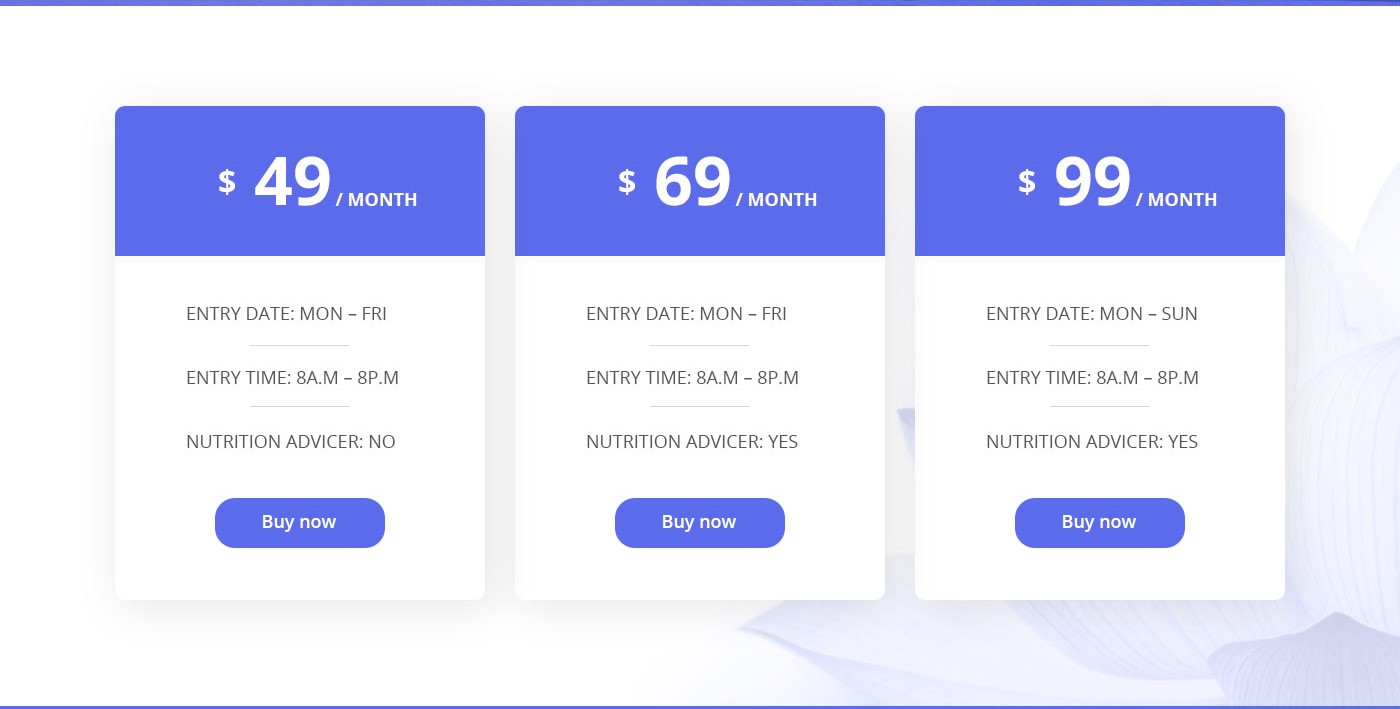 $ 49 / MONTH
ENTRY DATE: MON – FRI
ENTRY TIME: 8A.M – 8P.M
NUTRITION ADVICER: NO
Buy now
$ 69 / MONTH
ENTRY DATE: MON – FRI
ENTRY TIME: 8A.M – 8P.M
NUTRITION ADVICER: YES
Buy now
$ 99 / MONTH
ENTRY DATE: MON – SUN
ENTRY TIME: 8A.M – 8P.M
NUTRITION ADVICER: YES
Buy now